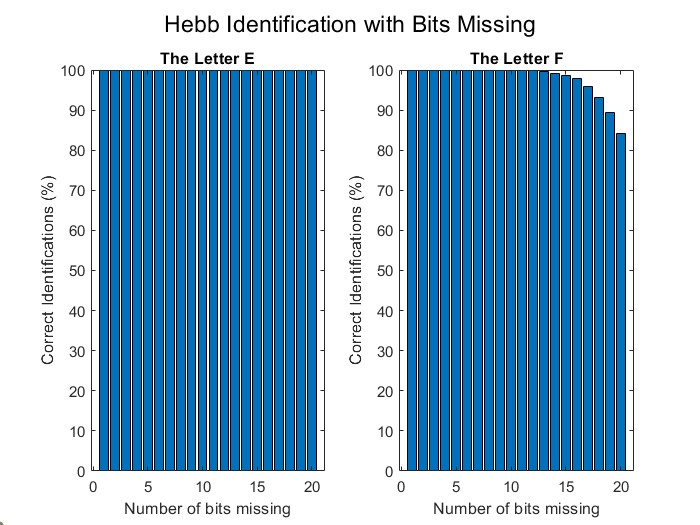 Hebb Identification with Bits Missing
The Letter E
100
90
80
70
60
50
40
30
20
10
0
Correct Identifications (%)
0 5 10 15 20
Number of bits missing
The Letter F
100
90
80
70
60
50
40
30
20
10
0
Correct Identifications (%)
0 5 10 15 20
Number of bits missing